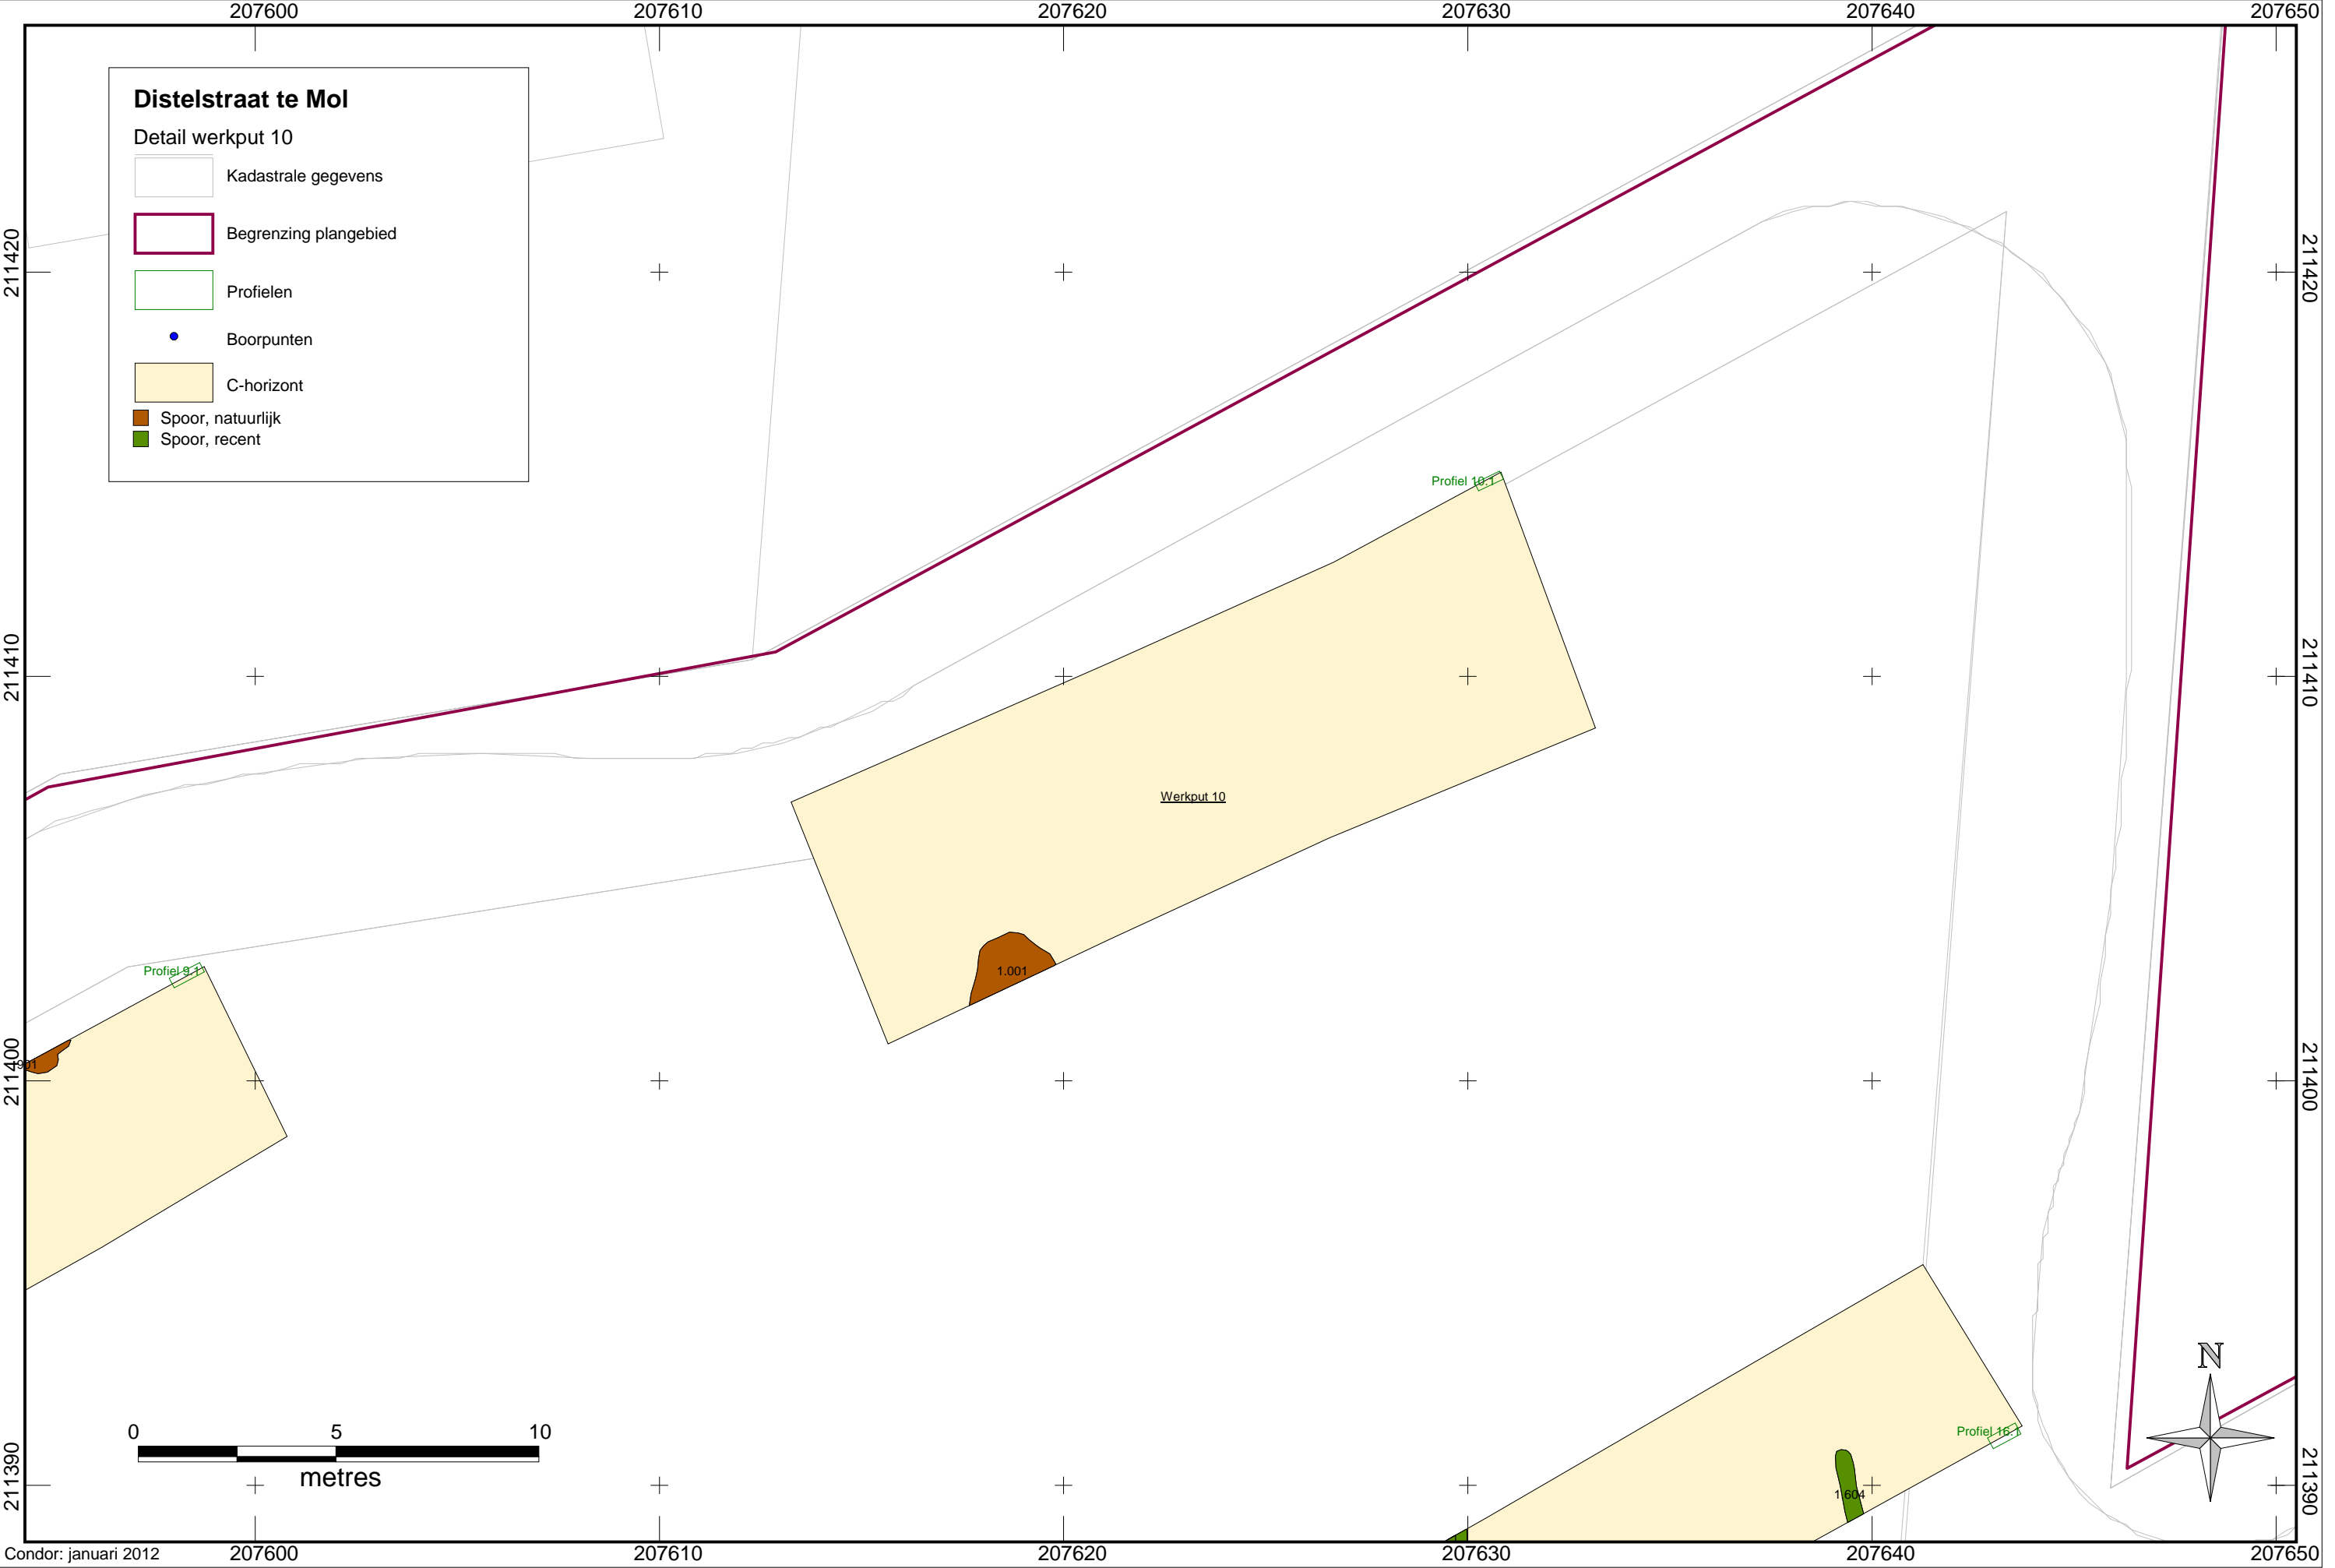 207600 207610 207620 207630 207640 207650
Distelstraat te Mol
Detail werkput 10
Kadastrale gegevens
Begrenzing plangebied
Profielen
Boorpunten
C-horizont
Spoor, natuurlijk
Spoor, recent
211420
211420
Profiel 10.1
211410
211410
Werkput 10
Profiel 9.1
1.001
211400
211400
N
Profiel 16.1
0 5 10
metres
211390
211390
1.604
Condor: januari 2012
207600 207610 207620 207630 207640 207650